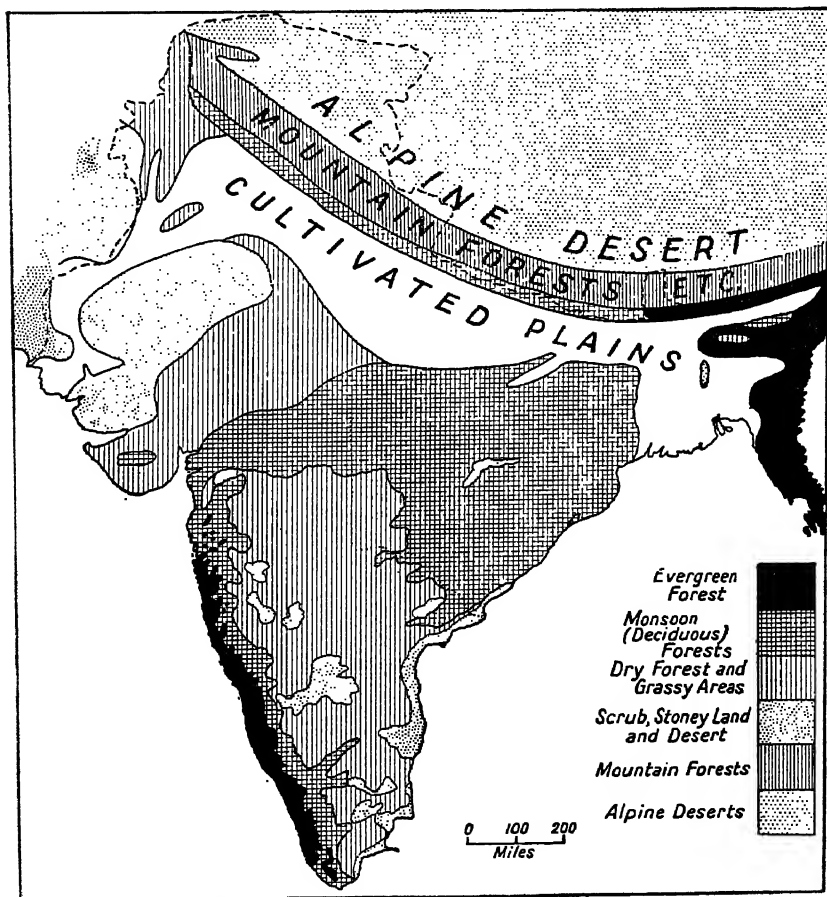 ALPINE DESERT
MOUNTAIN FORESTS ETC.
CULTIVATED PLAINS
Evergreen
Forest
Monsoon
(Deciduous)
Forests
Dry Forest and
Grassy Areas
Scrub, Stoney Land
and Desert
Mountain Forests
Alpine Deserts
0 100 200
Miles